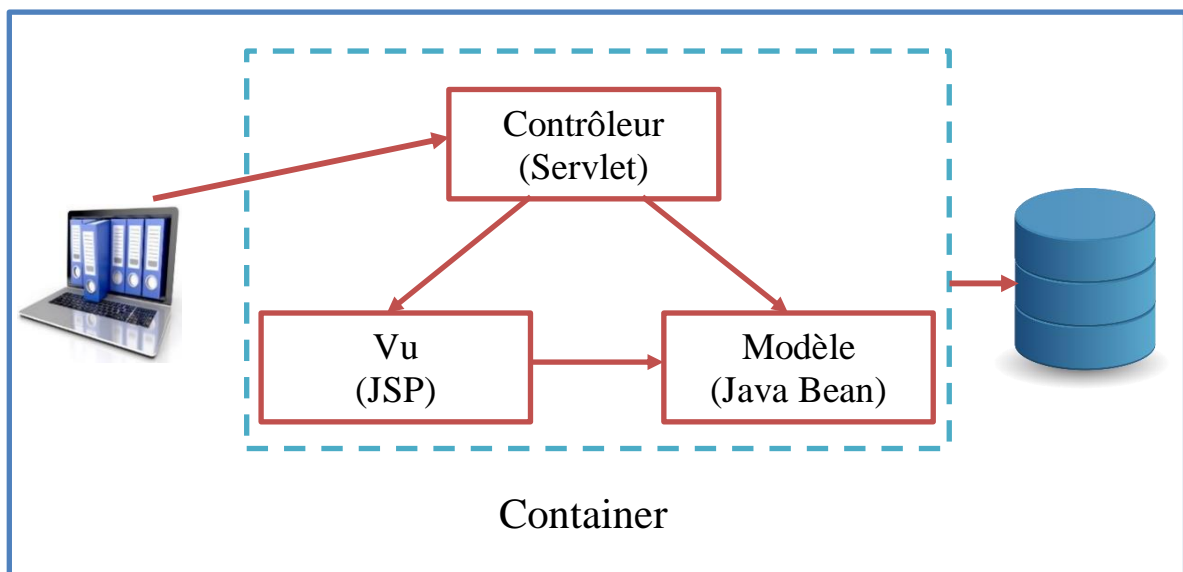 Contrôleur
(Servlet)
Vu
(JSP)
Modèle
(Java Bean)
Container